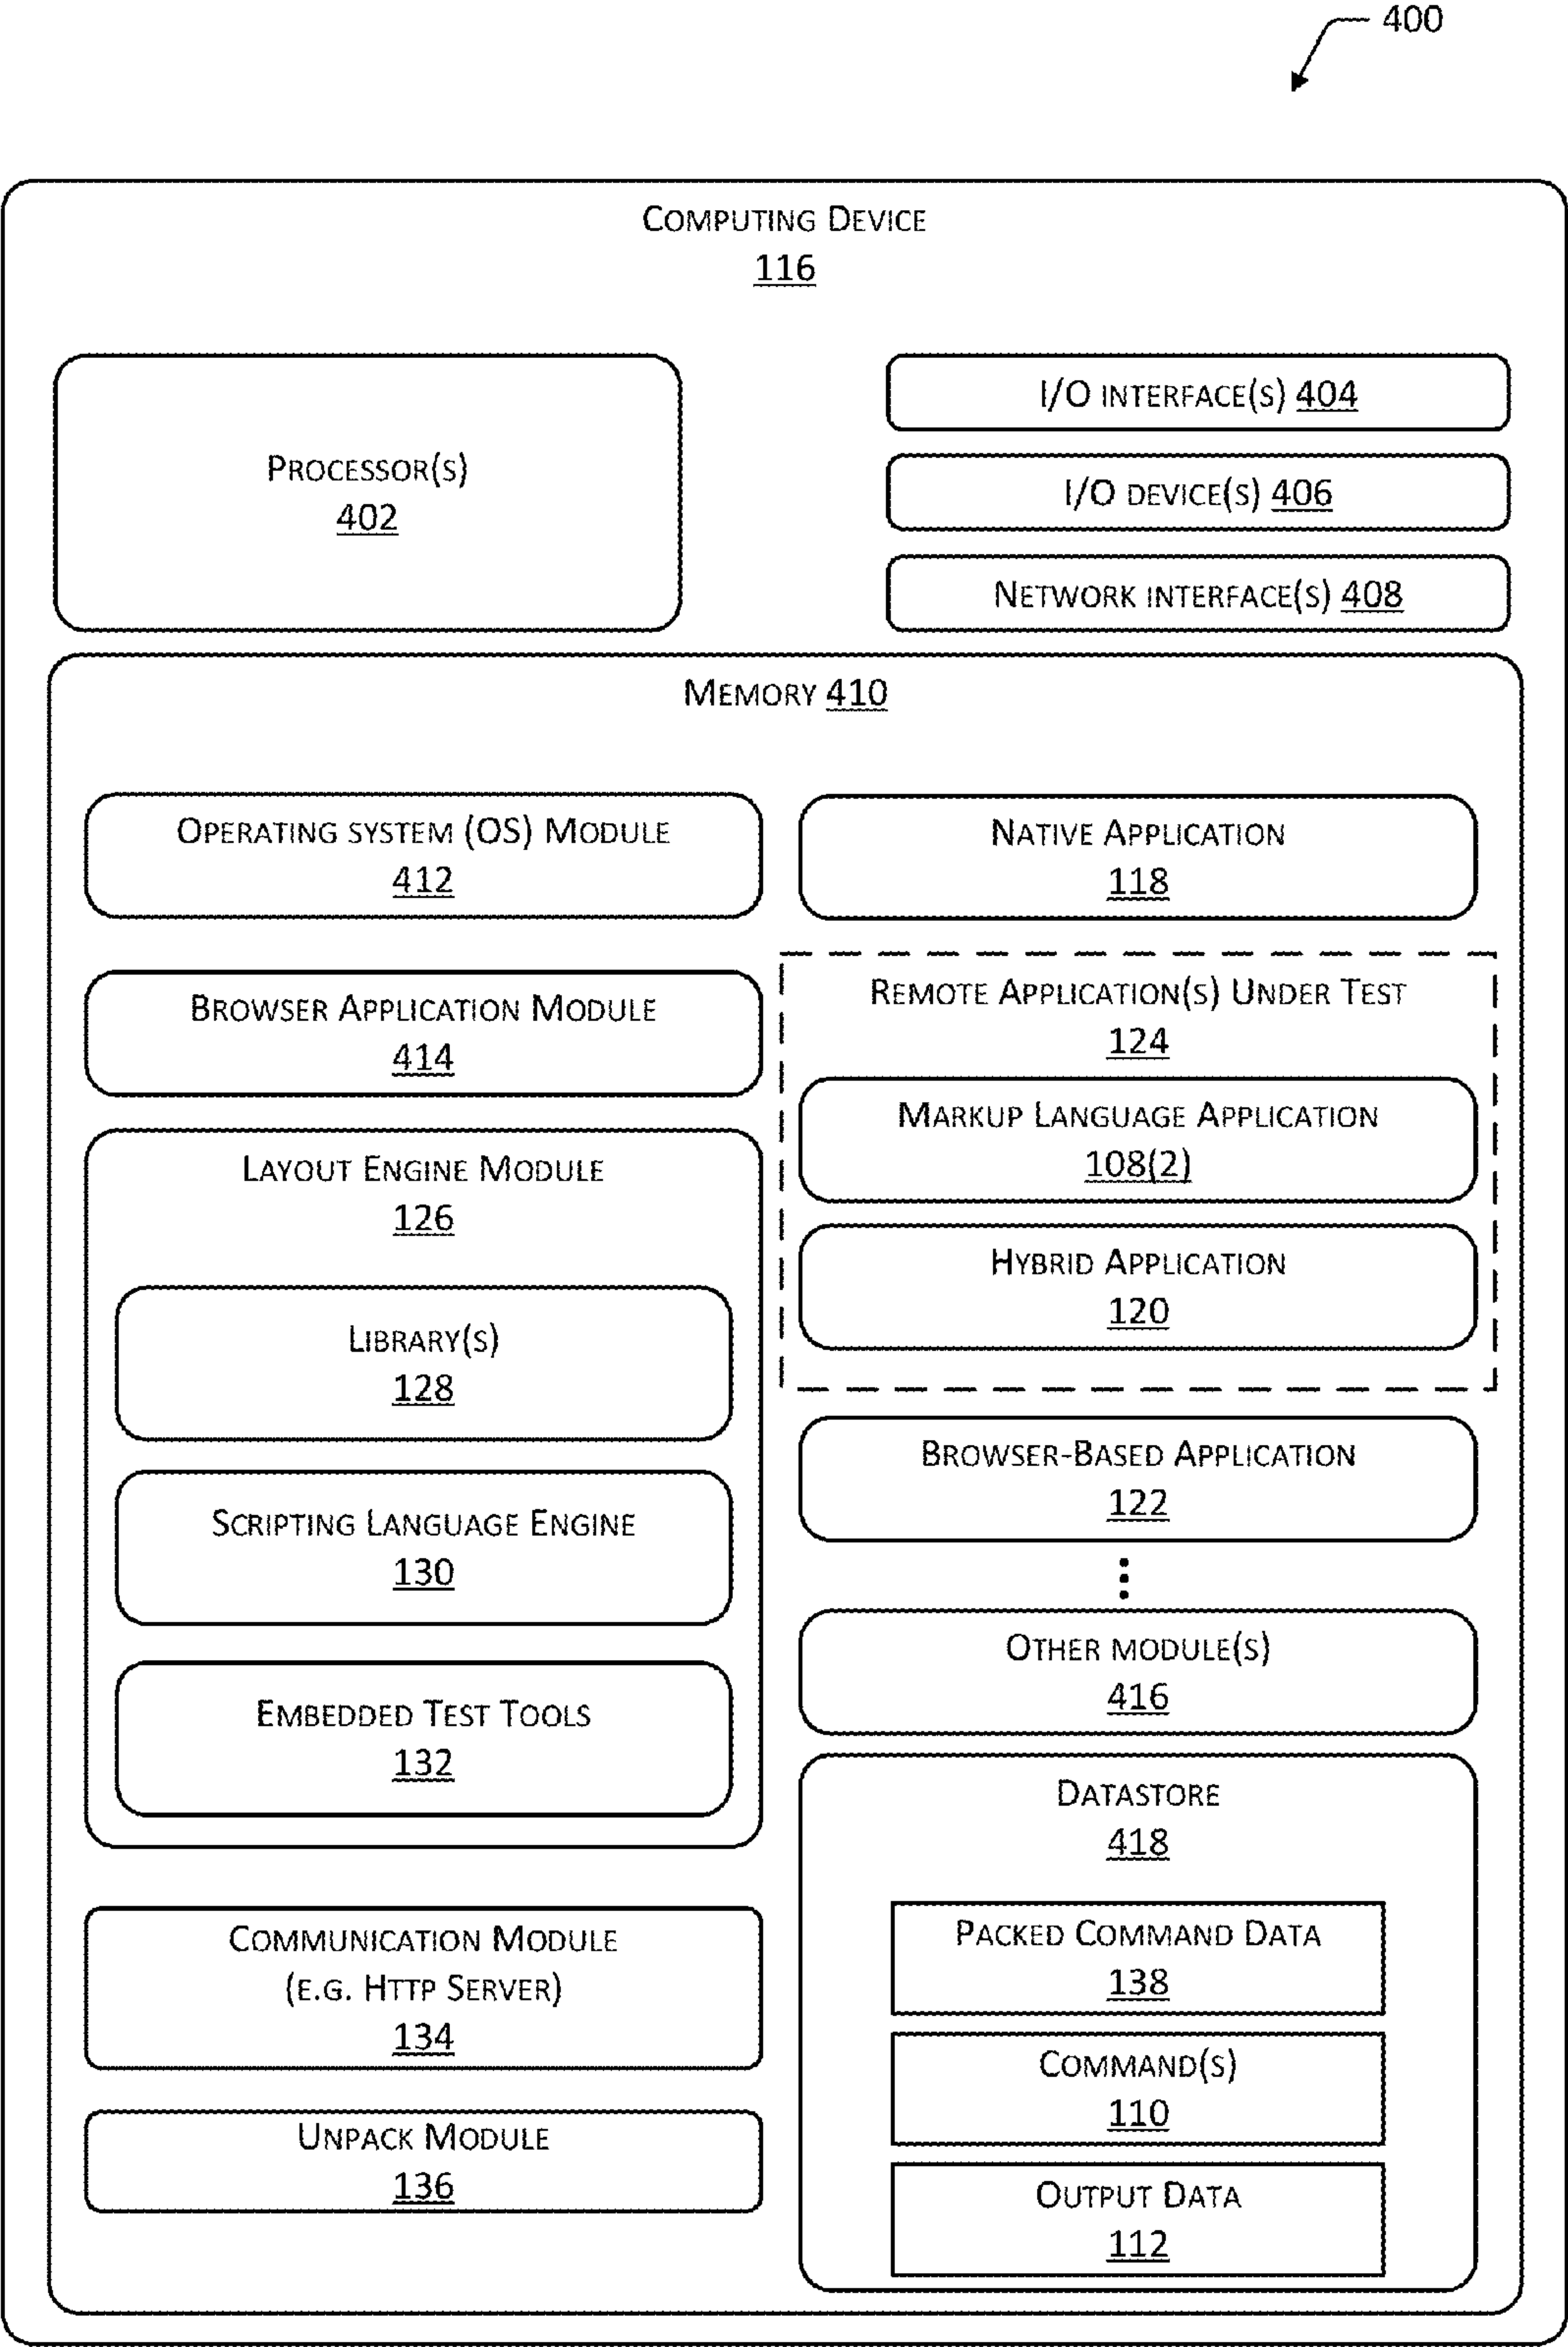 400
COMPUTING DEVICE
116
PROCESSOR(S)
402
I/O INTERFACE(S) 404
I/O DEVICE(S) 406
NETWORK INTERFACE(S) 408
MEMORY 410
OPERATING SYSTEM (OS) MODULE
412
BROWSER APPLICATION MODULE
414
LAYOUT ENGINE MODULE
126
LIBRARY(S)
128
SCRIPTING LANGUAGE ENGINE
130
EMBEDDED TEST TOOLS
132
COMMUNICATION MODULE
(E.G. HTTP SERVER)
134
UNPACK MODULE
136
NATIVE APPLICATION
118
REMOTE APPLICATION(S) UNDER TEST
124
MARKUP LANGUAGE APPLICATION
108(2)
HYBRID APPLICATION
120
BROWSER-BASED APPLICATION
122
OTHER MODULE(S)
416
DATASTORE
418
PACKED COMMAND DATA
138
COMMAND(S)
110
OUTPUT DATA
112